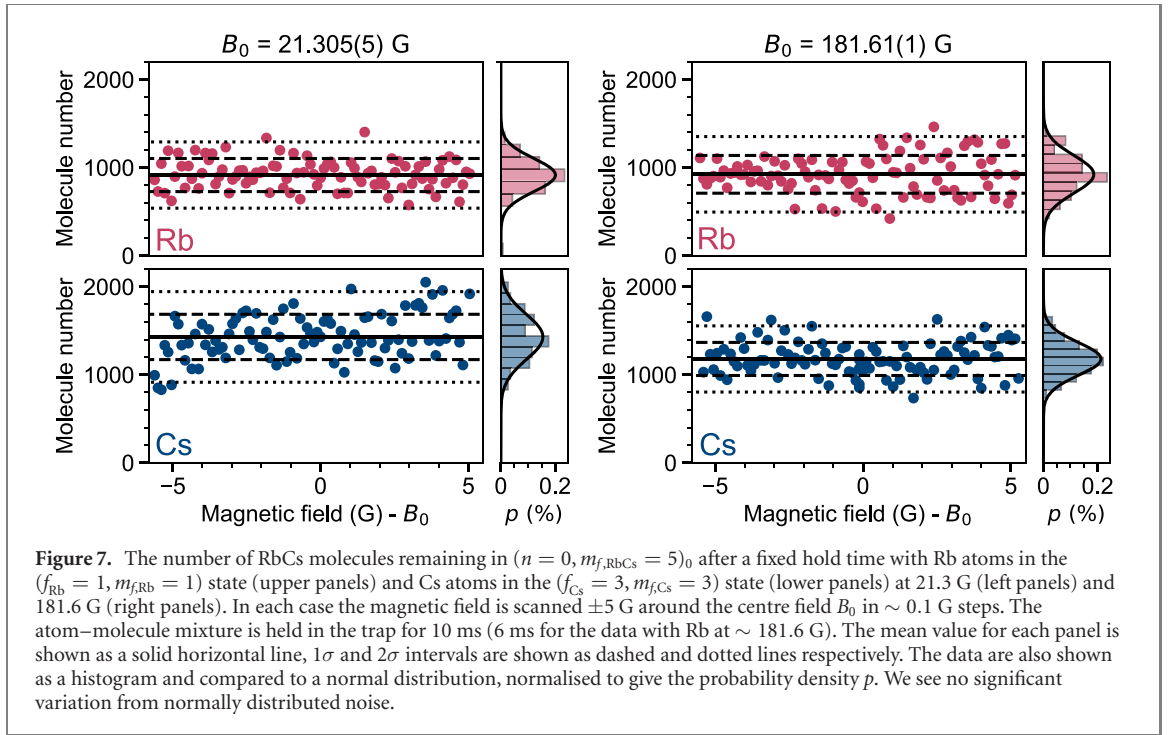 B₀ = 21.305(5) G
B₀ = 181.61(1) G
Molecule number
2000
1000
0
Rb
Molecule number
2000
1000
0
Rb
Molecule number
2000
1000
0
Cs
Molecule number
2000
1000
0
Cs
−5 0 5
0 0.2
−5 0 5
0 0.2
Magnetic field (G) - B₀
p (%)
Magnetic field (G) - B₀
p (%)
Figure 7. The number of RbCs molecules remaining in (n = 0, m_{f,RbCs} = 5)₀ after a fixed hold time with Rb atoms in the
(f_{Rb} = 1, m_{f,Rb} = 1) state (upper panels) and Cs atoms in the (f_{Cs} = 3, m_{f,Cs} = 3) state (lower panels) at 21.3 G (left panels) and
181.6 G (right panels). In each case the magnetic field is scanned ±5 G around the centre field B₀ in ∼ 0.1 G steps. The
atom–molecule mixture is held in the trap for 10 ms (6 ms for the data with Rb at ∼ 181.6 G). The mean value for each panel is
shown as a solid horizontal line, 1σ and 2σ intervals are shown as dashed and dotted lines respectively. The data are also shown
as a histogram and compared to a normal distribution, normalised to give the probability density p. We see no significant
variation from normally distributed noise.